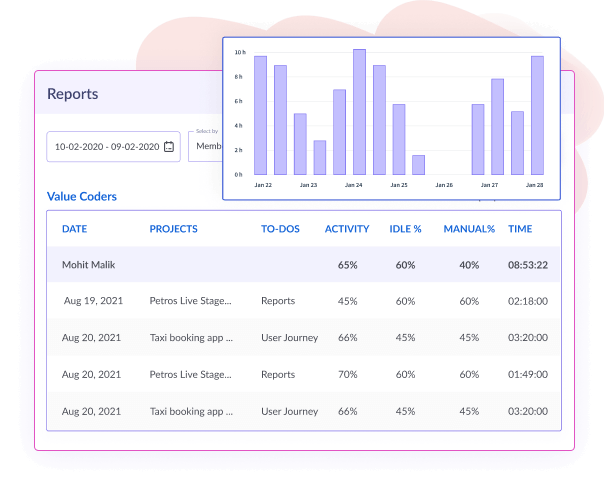 10 h
8 h
6 h
4 h
2 h
0 h
Jan 22 Jan 23 Jan 24 Jan 25 Jan 26 Jan 27 Jan 28
Reports
10-02-2020 - 09-02-2020
Select by
Memb
Value Coders
DATE PROJECTS TO-DOS ACTIVITY IDLE % MANUAL% TIME
Mohit Malik 65% 60% 40% 08:53:22
Aug 19, 2021 Petros Live Stage... Reports 45% 60% 60% 02:18:00
Aug 20, 2021 Taxi booking app ... User Journey 66% 45% 45% 03:20:00
Aug 20, 2021 Petros Live Stage... Reports 70% 60% 60% 01:49:00
Aug 20, 2021 Taxi booking app ... User Journey 66% 45% 45% 03:20:00